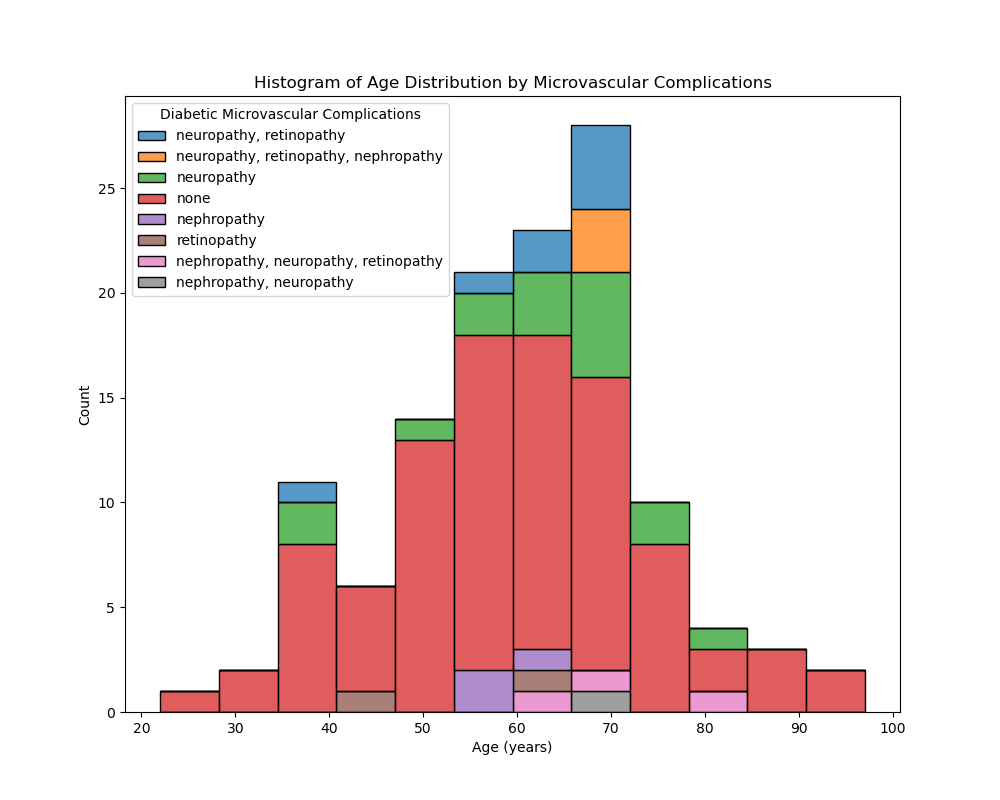 Histogram of Age Distribution by Microvascular Complications
Diabetic Microvascular Complications
neuropathy, retinopathy
neuropathy, retinopathy, nephropathy
neuropathy
none
nephropathy
retinopathy
nephropathy, neuropathy, retinopathy
nephropathy, neuropathy
25
20
15
10
5
0
Count
20 30 40 50 60 70 80 90 100
Age (years)